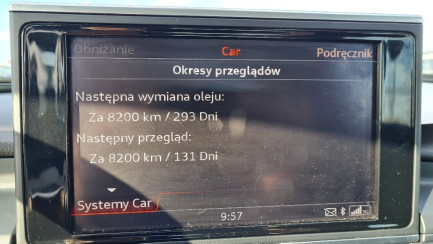 Obniżanie Car Podręcznik
Okresy przeglądów
Następna wymiana oleju:
Za 8200 km / 293 Dni
Następny przegląd:
Za 8200 km / 131 Dni
Systemy Car
9:57